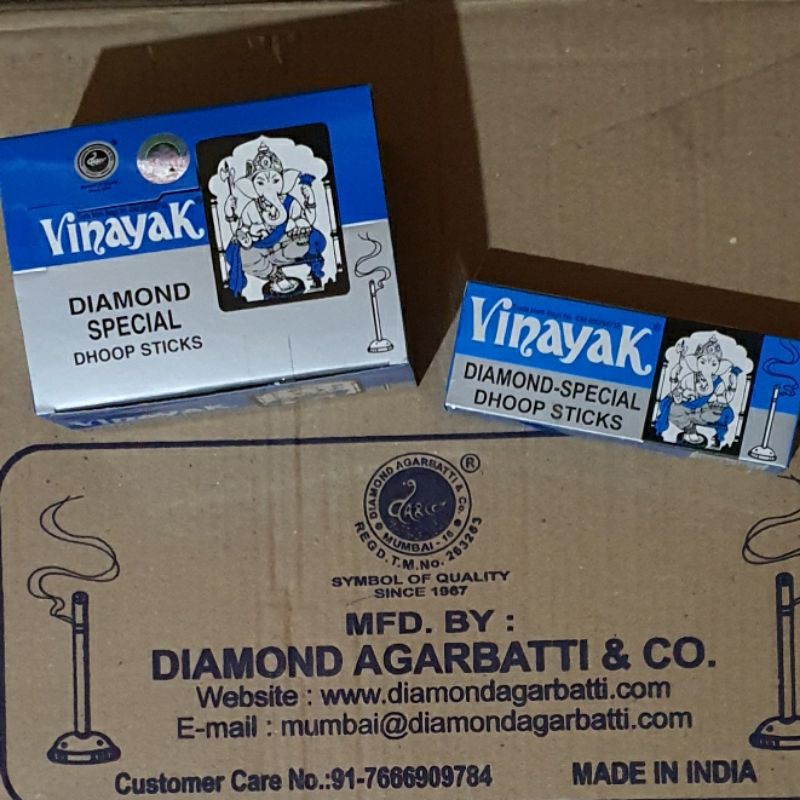 Vinayak
DIAMOND
SPECIAL
DHOOP STICKS
Vinayak
DIAMOND-SPECIAL
DHOOP STICKS
DIAMOND AGARBATTI & Co.
MUMBAI - 16
REGD. T.M. No. 263263
®
SYMBOL OF QUALITY
SINCE 1967
MFD. BY :
DIAMOND AGARBATTI & CO.
Website : www.diamondagarbatti.com
E-mail : mumbai@diamondagarbatti.com
Customer Care No.:91-7666909784
MADE IN INDIA